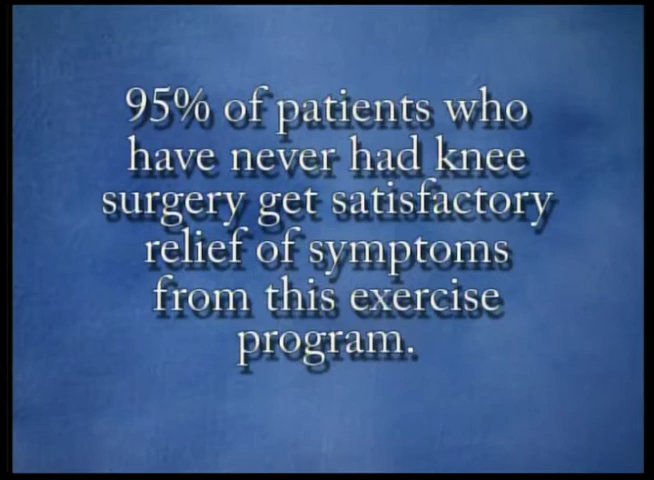 95% of patients who
have never had knee
surgery get satisfactory
relief of symptoms
from this exercise
program.